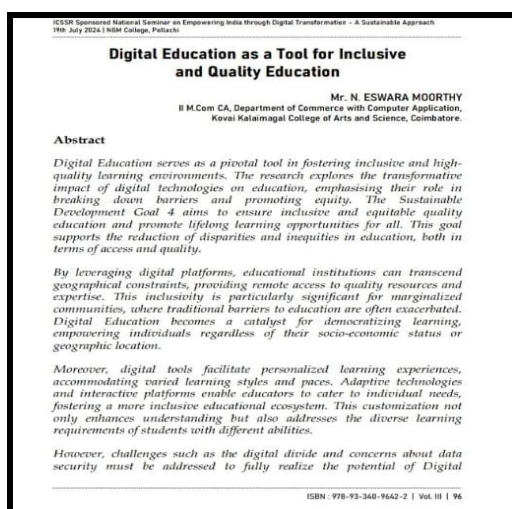 ICSSR Sponsored National Seminar on Empowering India through Digital Transformation – A Sustainable Approach
19th July 2024 | NGM College, Pollachi
Digital Education as a Tool for Inclusive
and Quality Education
Mr. N. ESWARA MOORTHY
II M.Com CA, Department of Commerce with Computer Application,
Kovai Kalaimagal College of Arts and Science, Coimbatore.
Abstract
Digital Education serves as a pivotal tool in fostering inclusive and high-
quality learning environments. The research explores the transformative
impact of digital technologies on education, emphasising their role in
breaking down barriers and promoting equity. The Sustainable
Development Goal 4 aims to ensure inclusive and equitable quality
education and promote lifelong learning opportunities for all. This goal
supports the reduction of disparities and inequities in education, both in
terms of access and quality.
By leveraging digital platforms, educational institutions can transcend
geographical constraints, providing remote access to quality resources and
expertise. This inclusivity is particularly significant for marginalized
communities, where traditional barriers to education are often exacerbated.
Digital Education becomes a catalyst for democratizing learning,
empowering individuals regardless of their socio-economic status or
geographic location.
Moreover, digital tools facilitate personalized learning experiences,
accommodating varied learning styles and paces. Adaptive technologies
and interactive platforms enable educators to cater to individual needs,
fostering a more inclusive educational ecosystem. This customization not
only enhances understanding but also addresses the diverse learning
requirements of students with different abilities.
However, challenges such as the digital divide and concerns about data
security must be addressed to fully realize the potential of Digital
ISBN : 978-93-340-9642-2 | Vol. III | 96